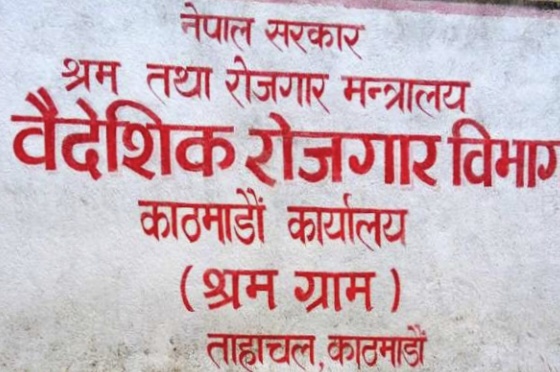 नेपाल सरकार
श्रम तथा रोजगार मन्त्रालय
वैदेशिक रोजगार विभाग
काठमाडौं कार्यालय
( श्रम ग्राम )
ताहाचल, काठमाडौं